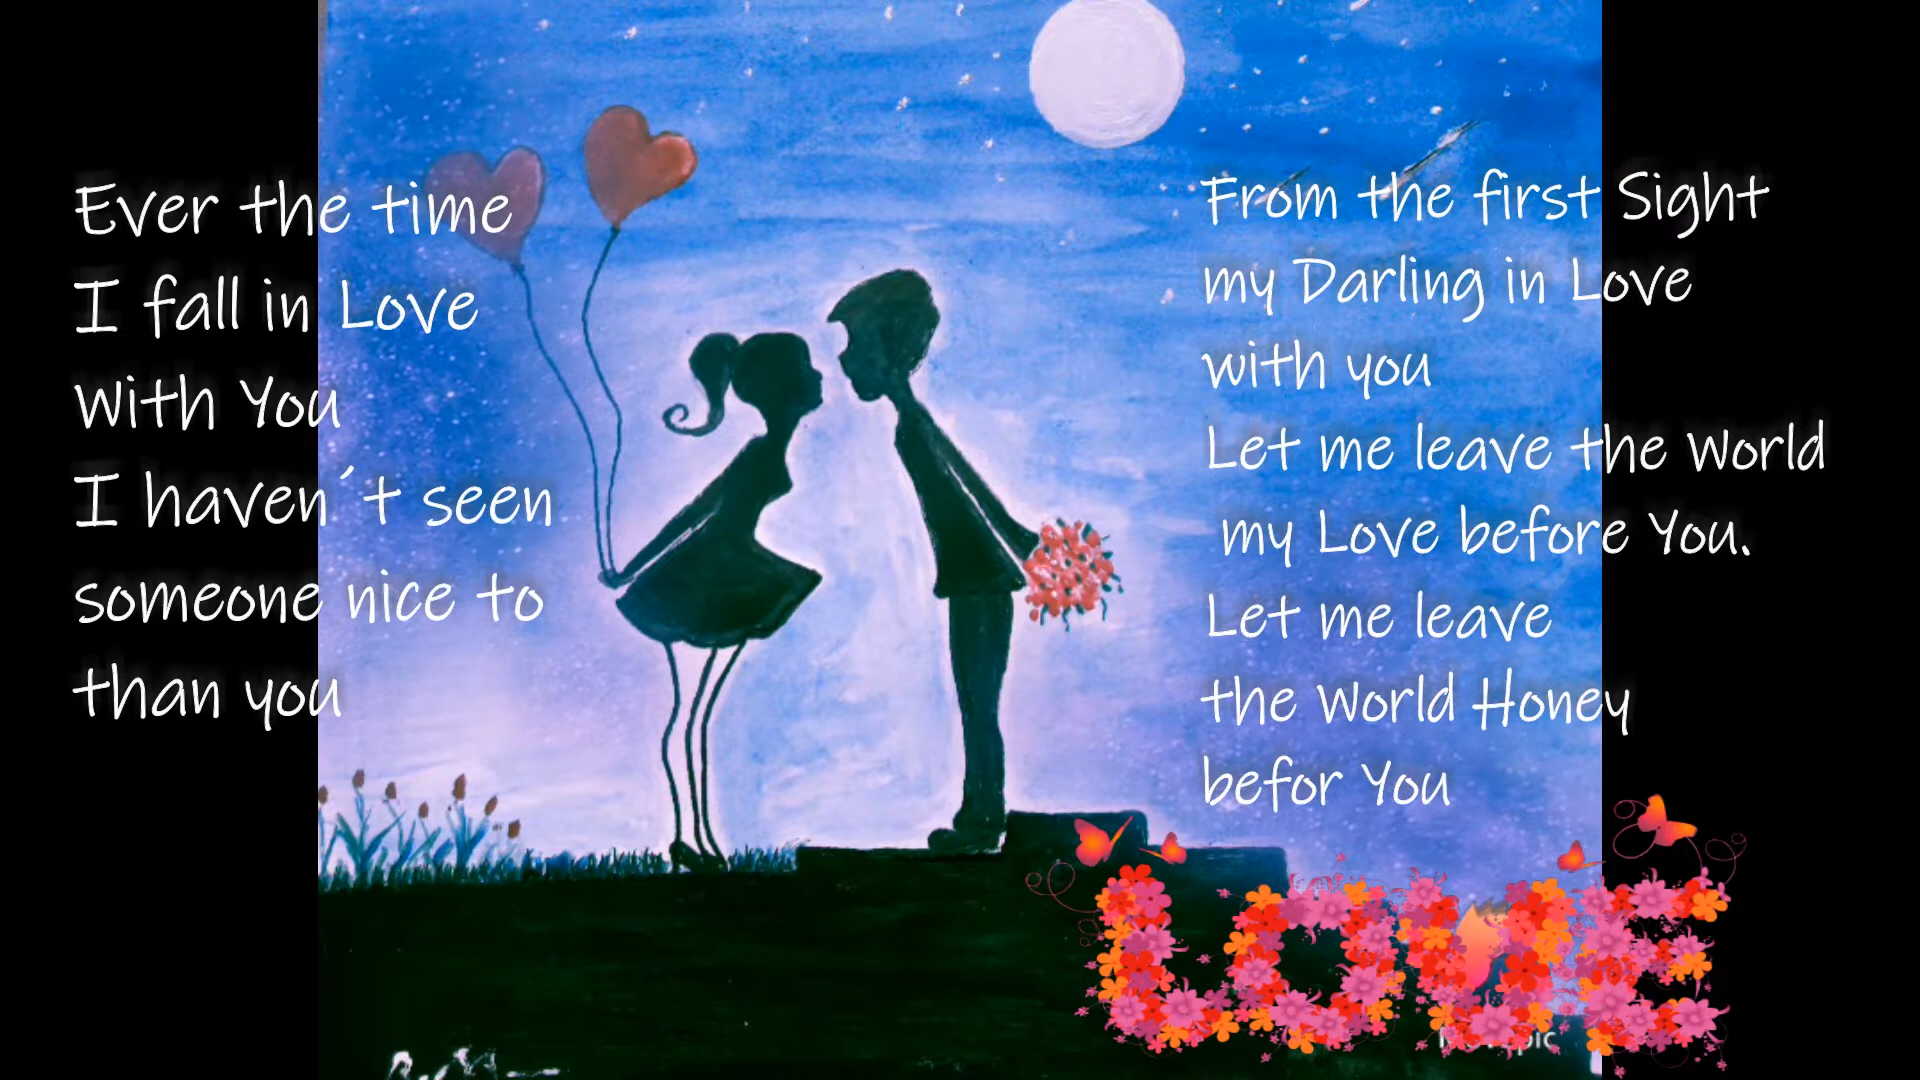 Ever the time
I fall in Love
With You
I haven´t seen
someone nice to
than you
From the first Sight
my Darling in Love
with you
Let me leave the World
my Love before You.
Let me leave
the World Honey
befor You
LOVE